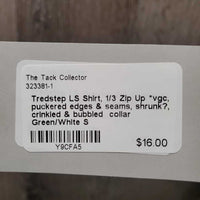 The Tack Collector
323381-1
Tredstep LS Shirt, 1/3 Zip Up *vgc,
puckered edges & seams, shrunk?,
crinkled & bubbled collar
Green/White S
Y9CFA5
$16.00